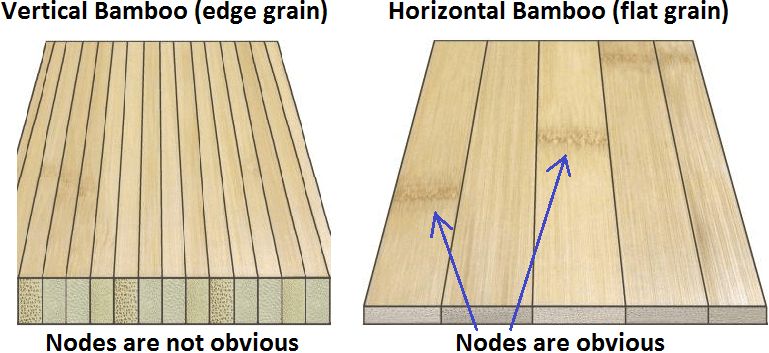 Vertical Bamboo (edge grain)
Horizontal Bamboo (flat grain)
Nodes are not obvious
Nodes are obvious